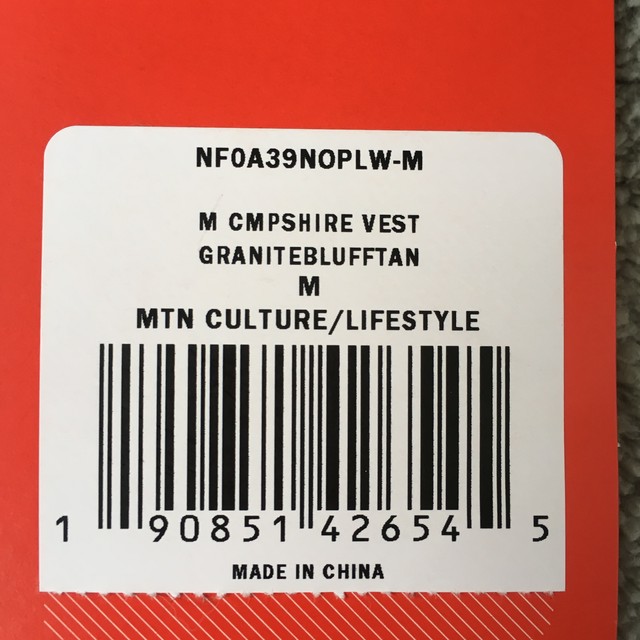 NF0A39NOPLW-M
M CMPSHIRE VEST
GRANITEBLUFFTAN
M
MTN CULTURE/LIFESTYLE
1 90851 42654 5
MADE IN CHINA